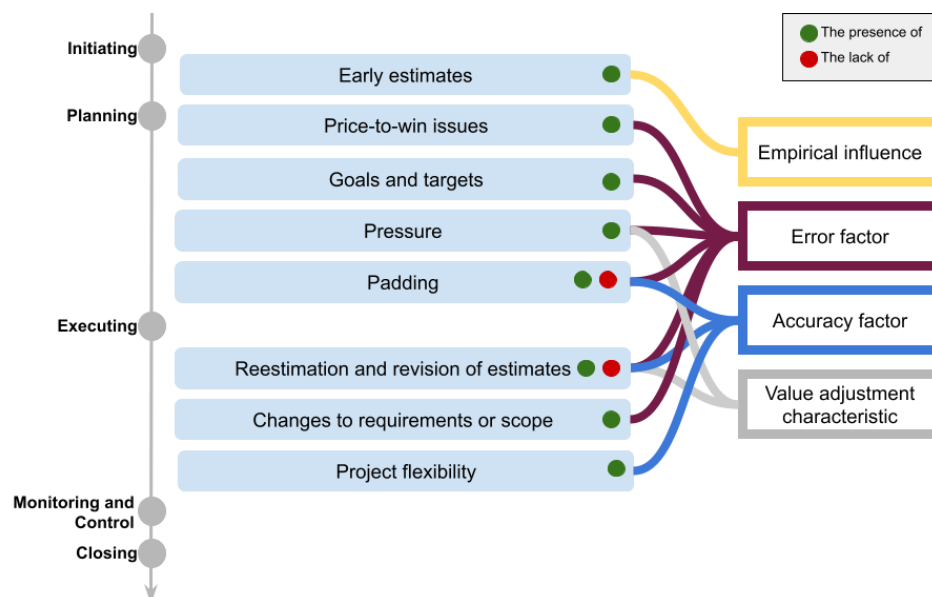 The presence of
The lack of
Initiating
Early estimates
Planning
Price-to-win issues
Empirical influence
Goals and targets
Pressure
Error factor
Padding
Executing
Accuracy factor
Reestimation and revision of estimates
Value adjustment
characteristic
Changes to requirements or scope
Project flexibility
Monitoring and
Control
Closing